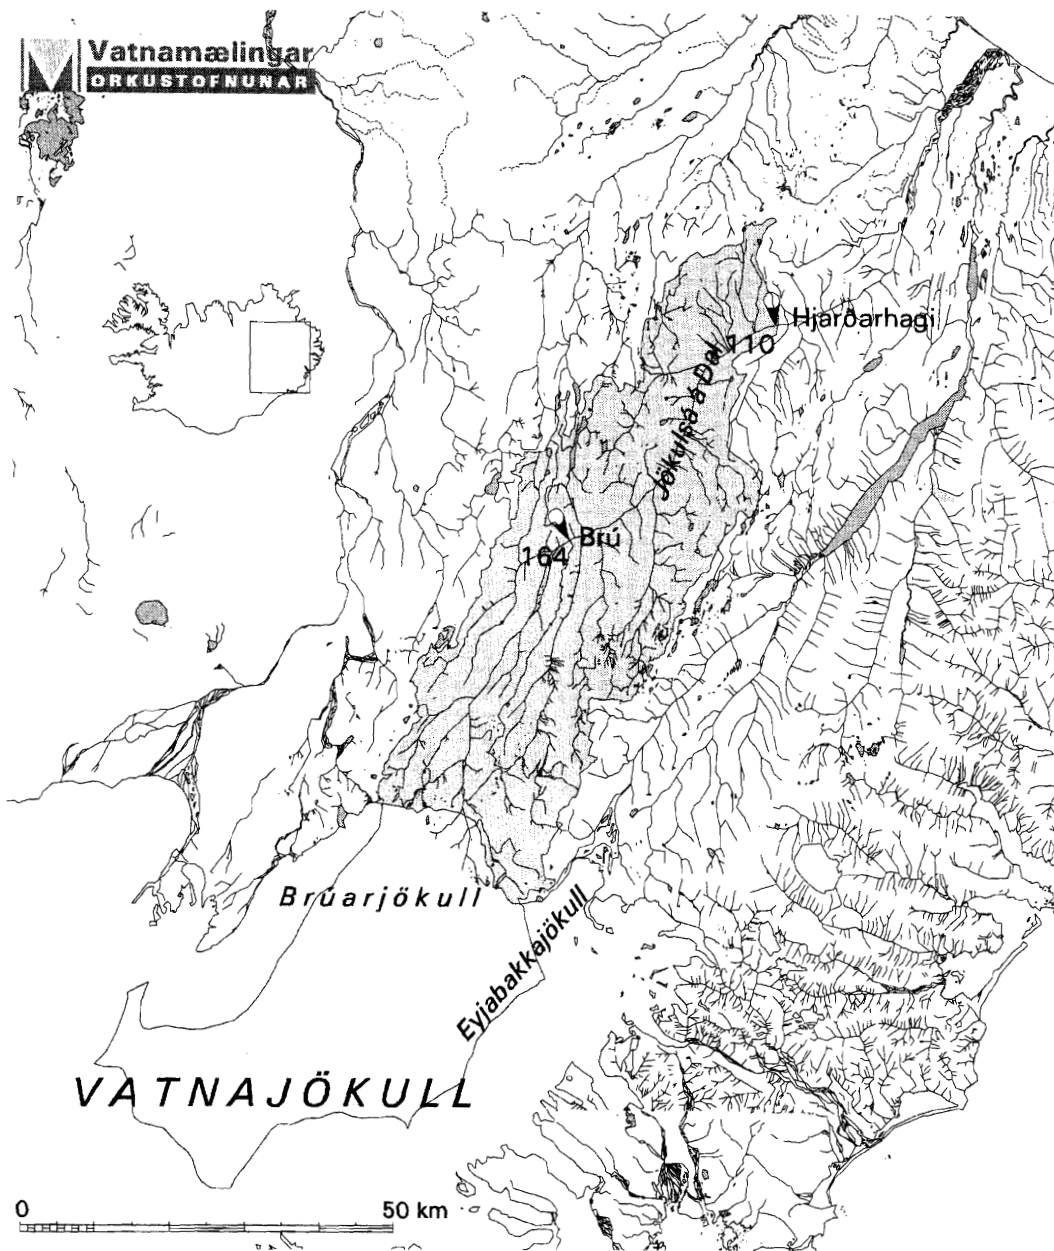 Vatnamælingar
ORKUSTOFNUNAR
Hjarðarhagi
110
Jökulsá á Dal
Brú
164
Brúarjökull
Eyjabakkajökull
VATNAJÖKULL
0 50 km